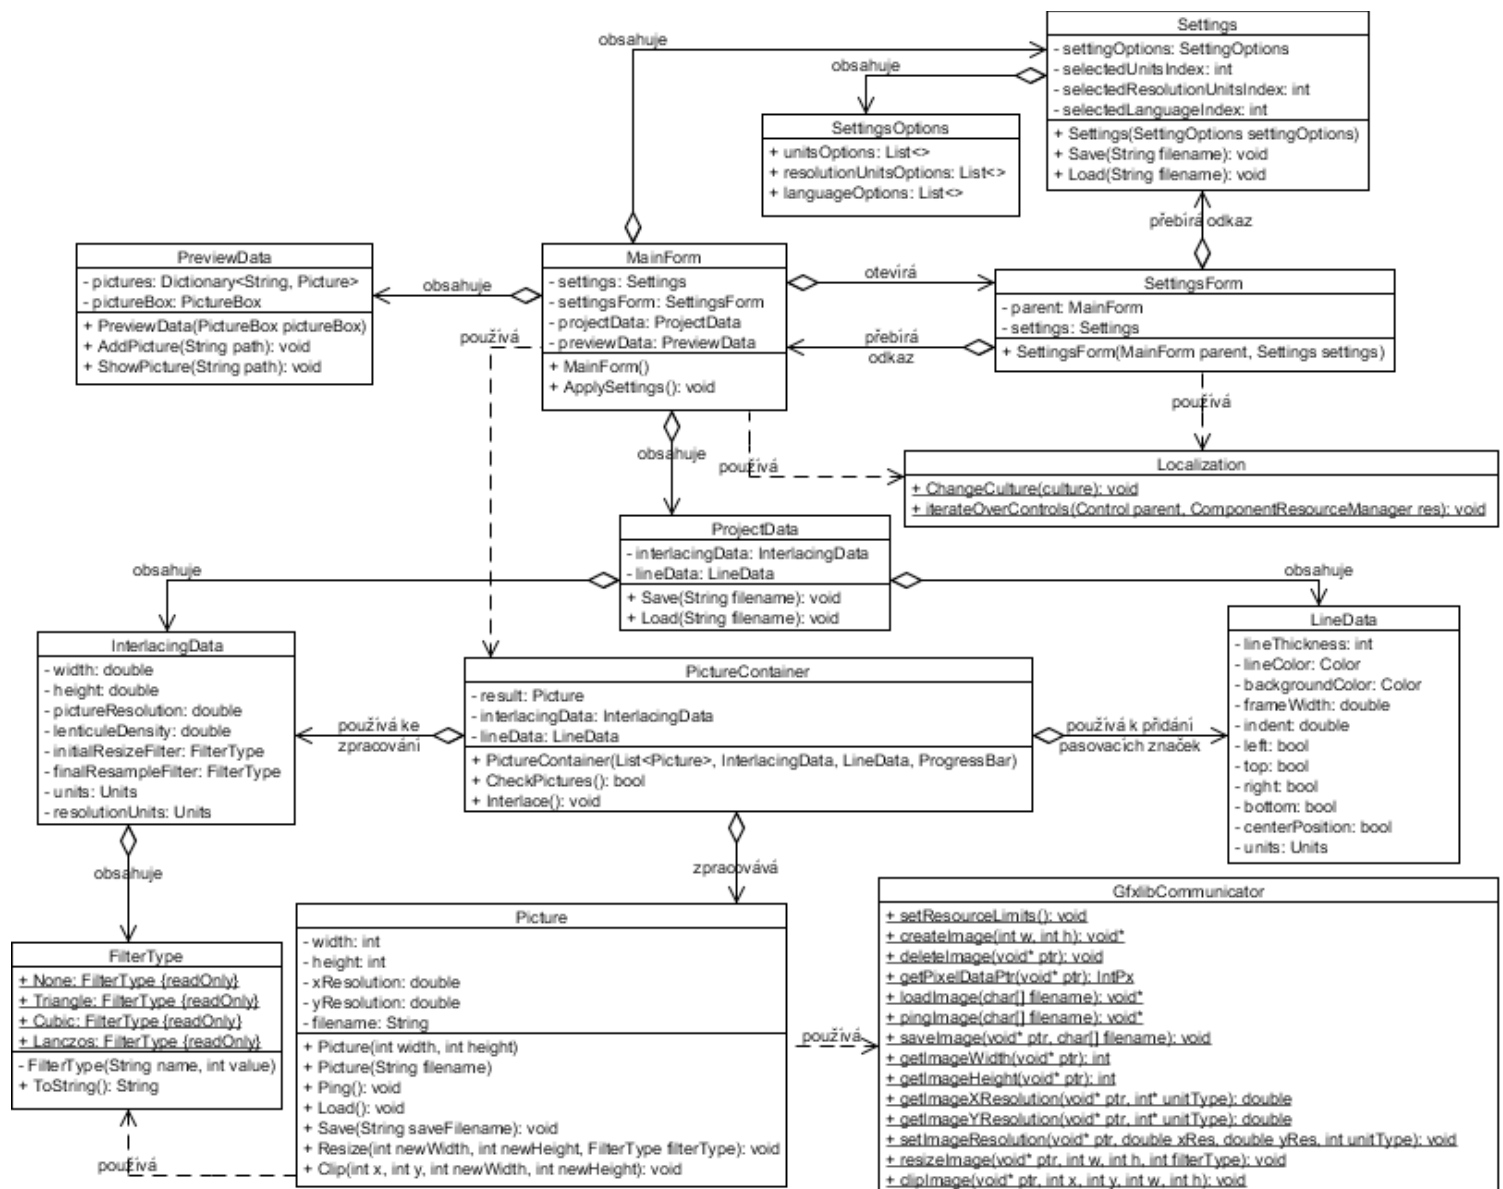 Settings
- settingOptions: SettingOptions
- selectedUnitsIndex: int
- selectedResolutionUnitsIndex: int
- selectedLanguageIndex: int
+ Settings(SettingOptions settingOptions)
+ Save(String filename): void
+ Load(String filename): void
obsahuje
obsahuje
SettingsOptions
+ unitsOptions: List<>
+ resolutionUnitsOptions: List<>
+ languageOptions: List<>
přebírá odkaz
PreviewData
- pictures: Dictionary<String, Picture>
- pictureBox: PictureBox
+ PreviewData(PictureBox pictureBox)
+ AddPicture(String path): void
+ ShowPicture(String path): void
obsahuje
MainForm
- settings: Settings
- settingsForm: SettingsForm
- projectData: ProjectData
- previewData: PreviewData
+ MainForm()
+ ApplySettings(): void
otevírá
přebírá
odkaz
SettingsForm
- parent: MainForm
- settings: Settings
+ SettingsForm(MainForm parent, Settings settings)
používá
používá
obsahuje
používá
Localization
+ ChangeCulture(culture): void
+ iterateOverControls(Control parent, ComponentResourceManager res): void
ProjectData
- interlacingData: InterlacingData
- lineData: LineData
+ Save(String filename): void
+ Load(String filename): void
obsahuje
obsahuje
InterlacingData
- width: double
- height: double
- pictureResolution: double
- lenticuleDensity: double
- initialResizeFilter: FilterType
- finalResampleFilter: FilterType
- units: Units
- resolutionUnits: Units
používá ke
zpracování
PictureContainer
- result: Picture
- interlacingData: InterlacingData
- lineData: LineData
+ PictureContainer(List<Picture>, InterlacingData, LineData, ProgressBar)
+ CheckPictures(): bool
+ Interlace(): void
používá k přidání
pasovacích značek
LineData
- lineThickness: int
- lineColor: Color
- backgroundColor: Color
- frameWidth: double
- indent: double
- left: bool
- top: bool
- right: bool
- bottom: bool
- centerPosition: bool
- units: Units
obsahuje
zpracovává
FilterType
+ None: FilterType {readOnly}
+ Triangle: FilterType {readOnly}
+ Cubic: FilterType {readOnly}
+ Lanczos: FilterType {readOnly}
- FilterType(String name, int value)
+ ToString(): String
používá
Picture
- width: int
- height: int
- xResolution: double
- yResolution: double
- filename: String
+ Picture(int width, int height)
+ Picture(String filename)
+ Ping(): void
+ Load(): void
+ Save(String saveFilename): void
+ Resize(int newWidth, int newHeight, FilterType filterType): void
+ Clip(int x, int y, int newWidth, int newHeight): void
používá
GfxlibCommunicator
+ setResourceLimits(): void
+ createImage(int w, int h): void*
+ deleteImage(void* ptr): void
+ getPixelDataPtr(void* ptr): IntPx
+ loadImage(char[] filename): void*
+ pingImage(char[] filename): void*
+ saveImage(void* ptr, char[] filename): void
+ getImageWidth(void* ptr): int
+ getImageHeight(void* ptr): int
+ getImageXResolution(void* ptr, int* unitType): double
+ getImageYResolution(void* ptr, int* unitType): double
+ setImageResolution(void* ptr, double xRes, double yRes, int unitType): void
+ resizeImage(void* ptr, int w, int h, int filterType): void
+ clipImage(void* ptr, int x, int y, int w, int h): void